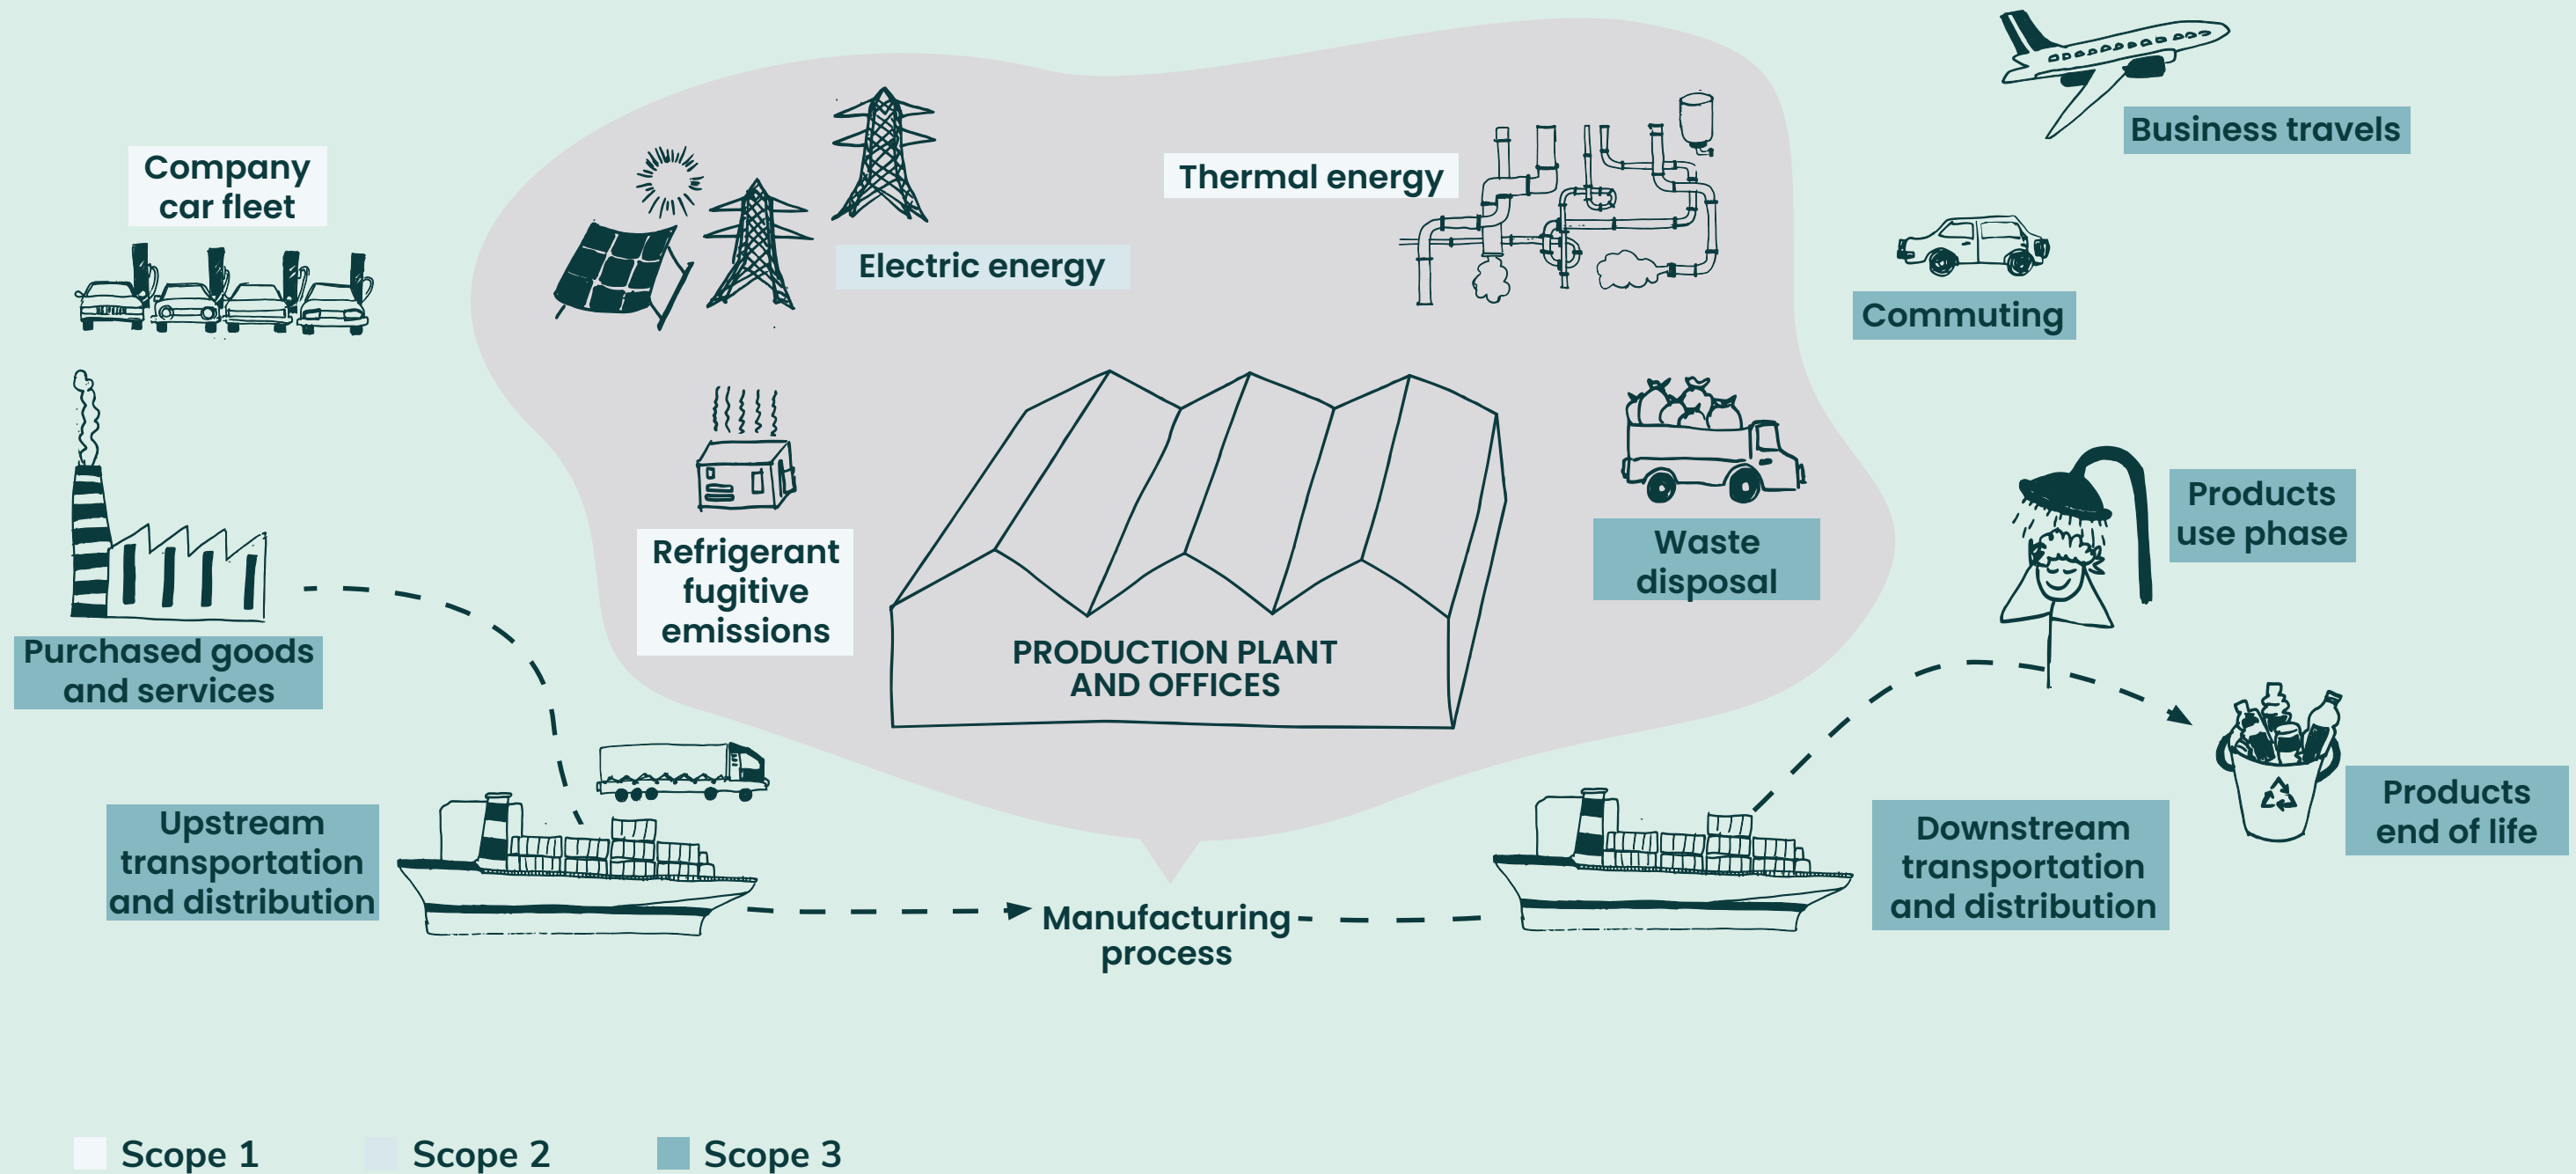 Business travels
Company
car fleet
Thermal energy
Electric energy
Commuting
Products
use phase
Refrigerant
fugitive
emissions
Waste
disposal
PRODUCTION PLANT
AND OFFICES
Purchased goods
and services
Products
end of life
Upstream
transportation
and distribution
Downstream
transportation
and distribution
Manufacturing
process
Scope 1
Scope 2
Scope 3